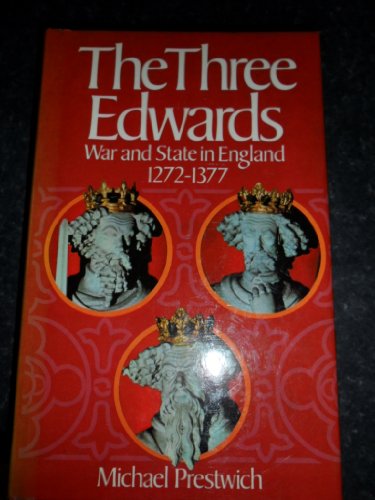 The Three
Edwards
War and State in England
1272-1377
Michael Prestwich